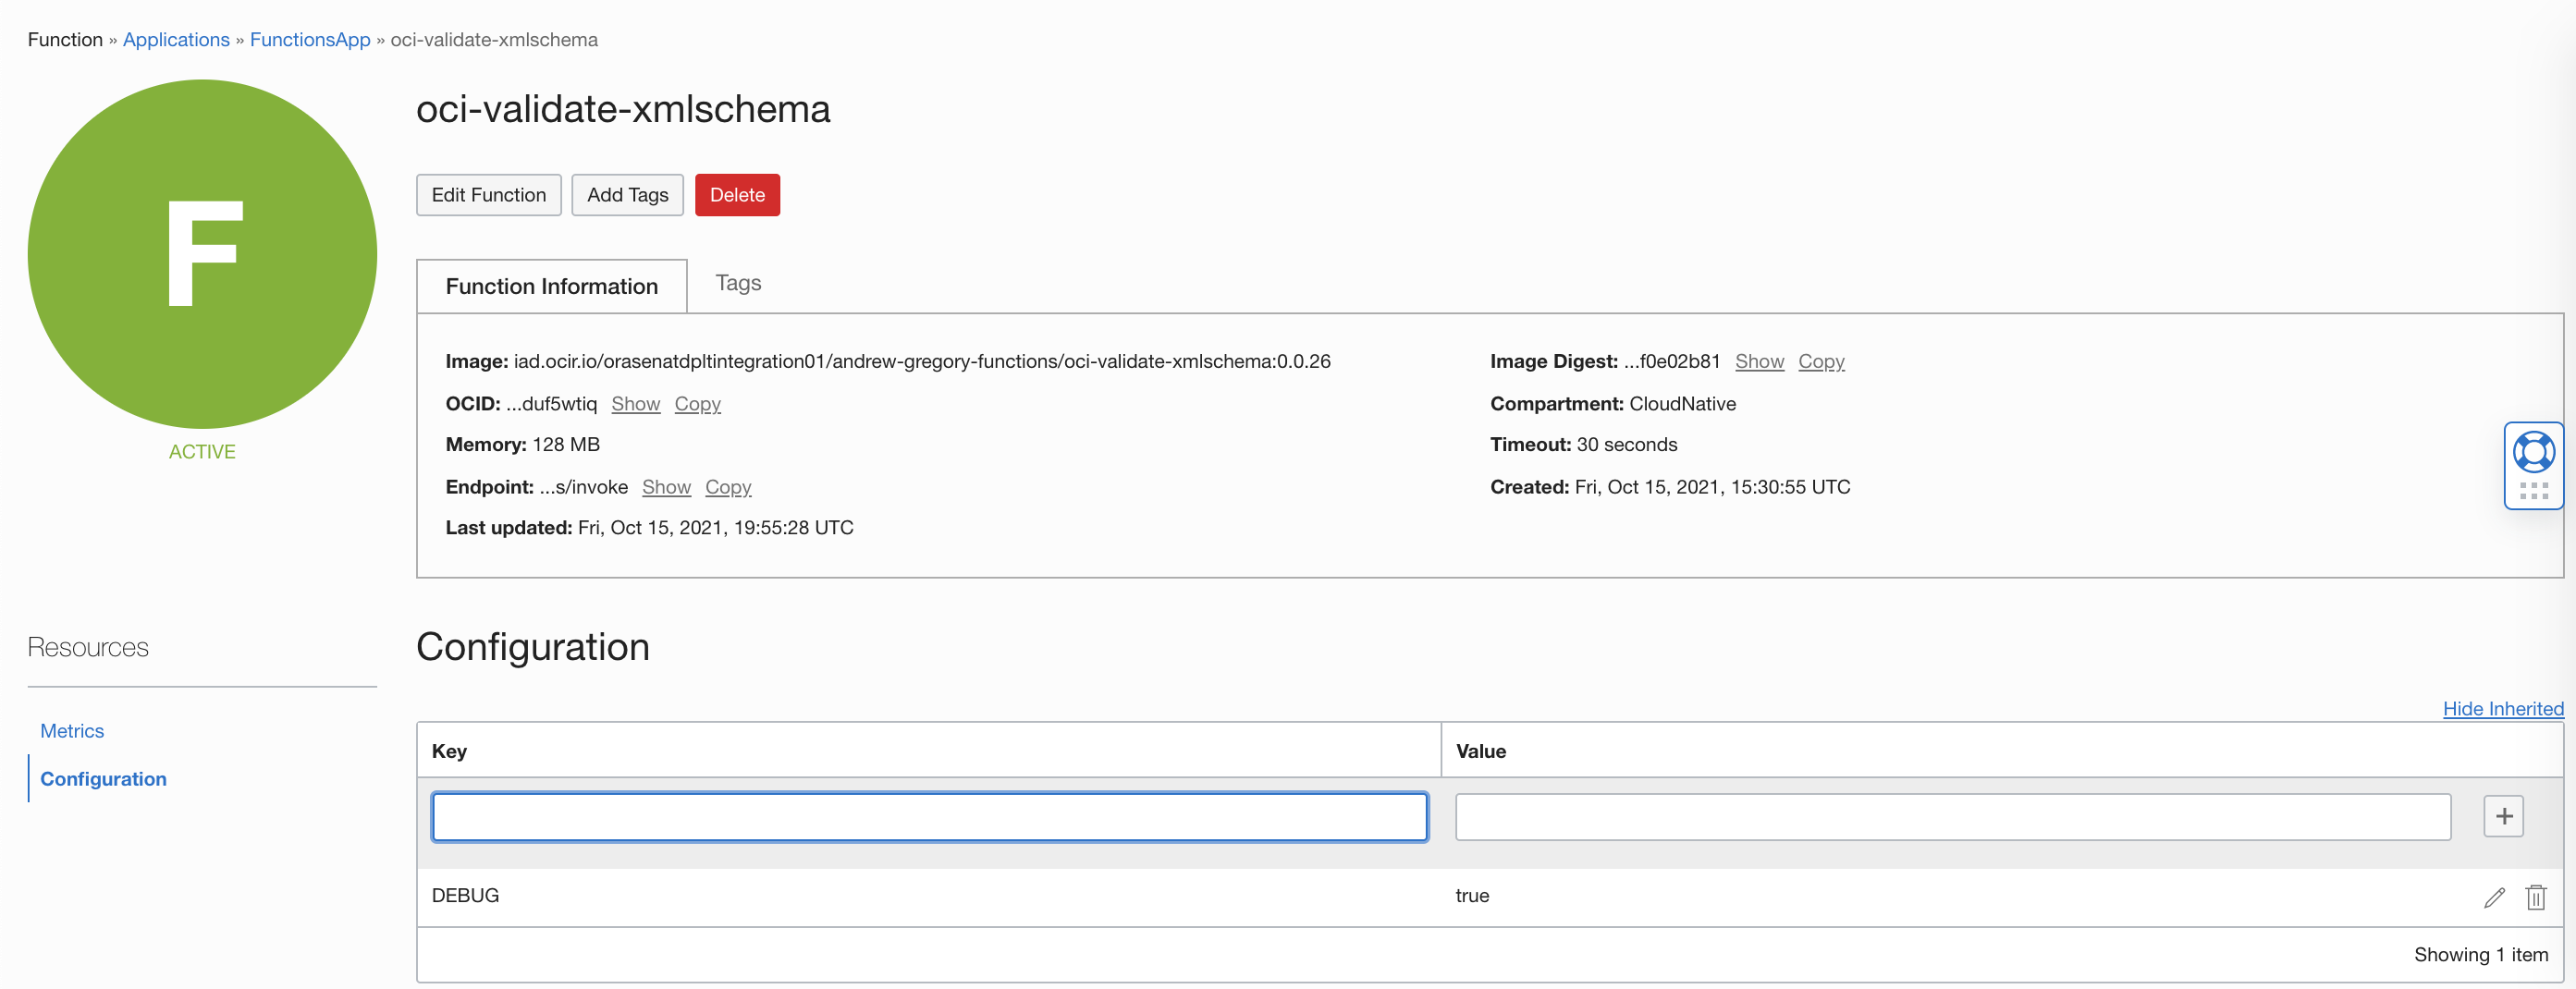 Function » Applications » FunctionsApp » oci-validate-xmlschema
F
ACTIVE
oci-validate-xmlschema
Edit Function Add Tags Delete
Function Information Tags
Image: iad.ocir.io/orasenatdpltintegration01/andrew-gregory-functions/oci-validate-xmlschema:0.0.26
OCID: ...duf5wtiq Show Copy
Memory: 128 MB
Endpoint: ...s/invoke Show Copy
Last updated: Fri, Oct 15, 2021, 19:55:28 UTC
Image Digest: ...f0e02b81 Show Copy
Compartment: CloudNative
Timeout: 30 seconds
Created: Fri, Oct 15, 2021, 15:30:55 UTC
Resources
Metrics
Configuration
Configuration
Hide Inherited
Key Value
+
DEBUG true
Showing 1 item